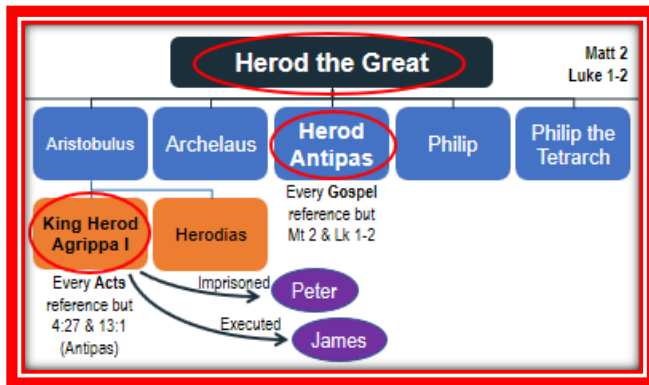 Herod the Great
Matt 2
Luke 1-2
Aristobulus
Archelaus
Herod
Antipas
Philip
Philip the
Tetrarch
Every Gospel
reference but
Mt 2 & Lk 1-2
King Herod
Agrippa I
Herodias
Every Acts
reference but
4:27 & 13:1
(Antipas)
Imprisoned
Peter
Executed
James